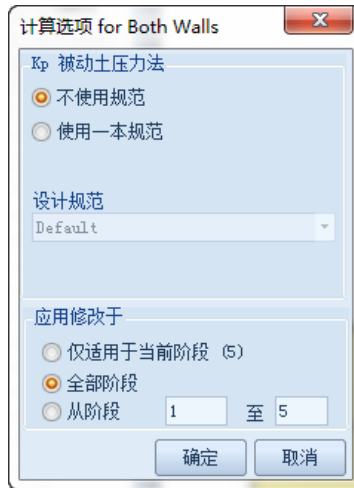 计算选项 for Both Walls
Kp 被动土压力法
不使用规范
使用一本规范
设计规范
Default
应用修改于
仅适用于当前阶段 (5)
全部阶段
从阶段 1 至 5
确定 取消